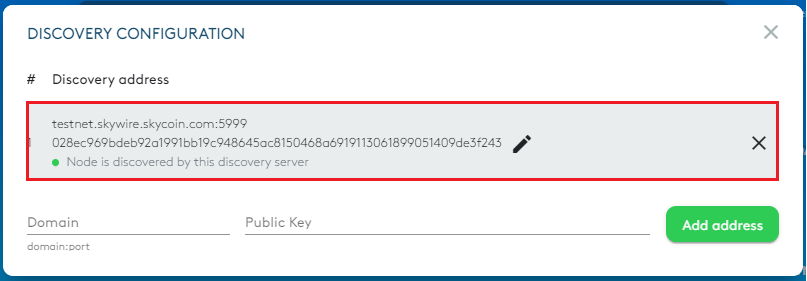 DISCOVERY CONFIGURATION
# Discovery address
testnet.skywire.skycoin.com:5999
1 028ec969bdeb92a1991bb19c948645ac8150468a6919113061899051409de3f243
Node is discovered by this discovery server
Domain Public Key
Add address
domain:port